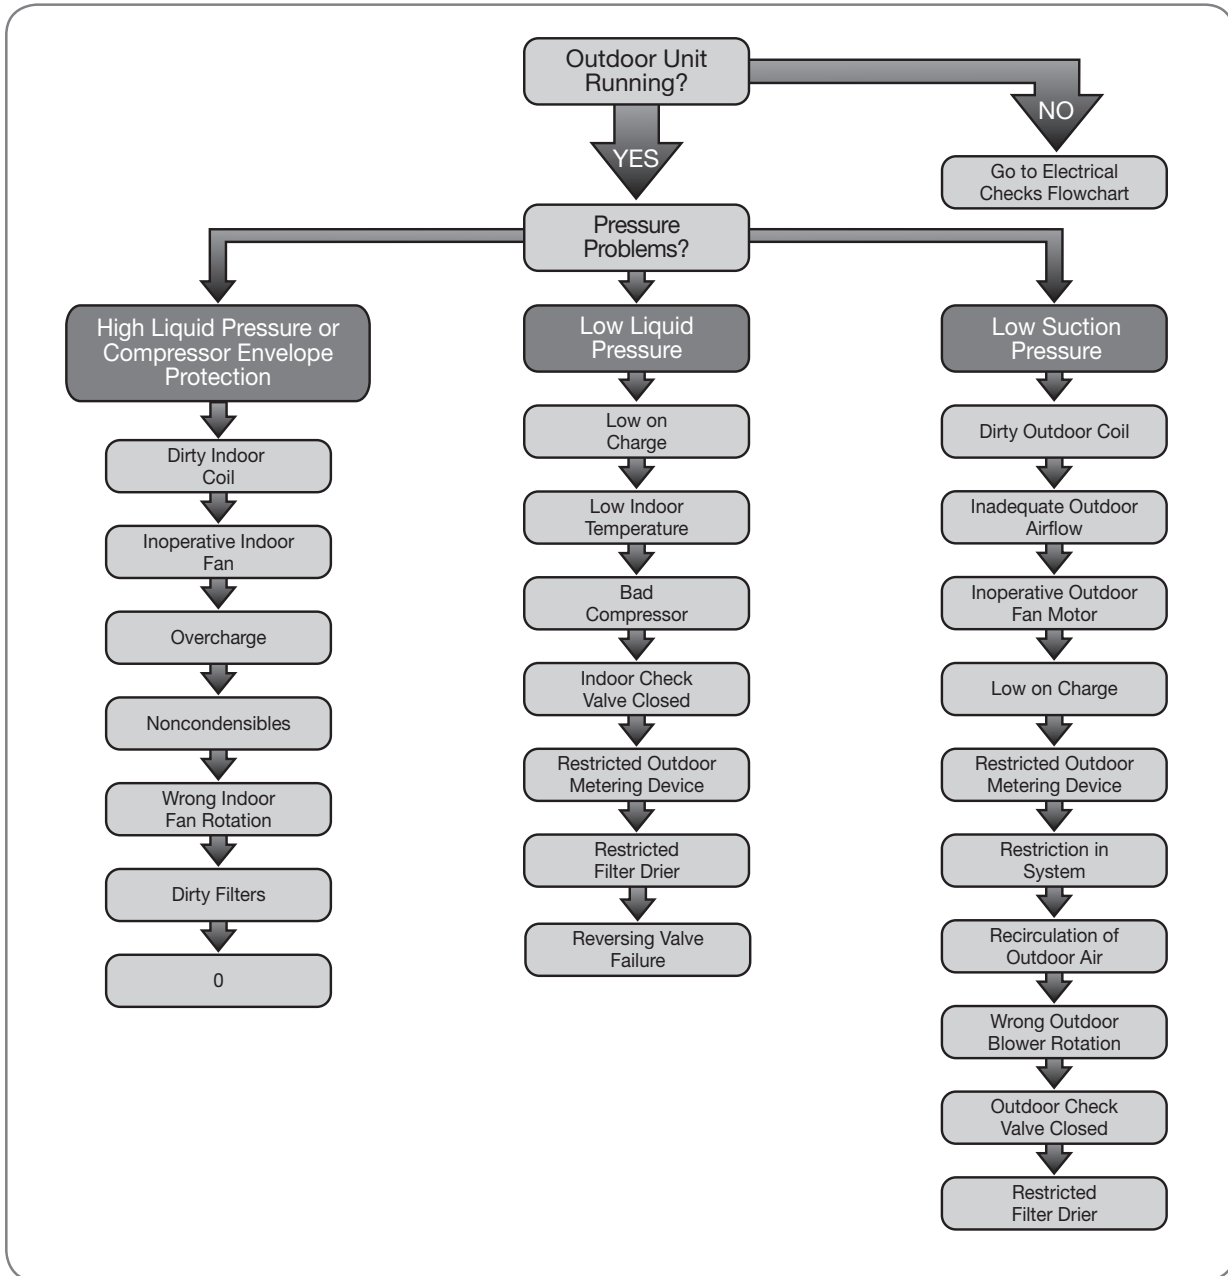 Outdoor Unit
Running?
NO
YES
Go to Electrical
Checks Flowchart
Pressure
Problems?
High Liquid Pressure or
Compressor Envelope
Protection
Dirty Indoor
Coil
Inoperative Indoor
Fan
Overcharge
Noncondensibles
Wrong Indoor
Fan Rotation
Dirty Filters
0
Low Liquid
Pressure
Low on
Charge
Low Indoor
Temperature
Bad
Compressor
Indoor Check
Valve Closed
Restricted Outdoor
Metering Device
Restricted
Filter Drier
Reversing Valve
Failure
Low Suction
Pressure
Dirty Outdoor Coil
Inadequate Outdoor
Airflow
Inoperative Outdoor
Fan Motor
Low on Charge
Restricted Outdoor
Metering Device
Restriction in
System
Recirculation of
Outdoor Air
Wrong Outdoor
Blower Rotation
Outdoor Check
Valve Closed
Restricted
Filter Drier